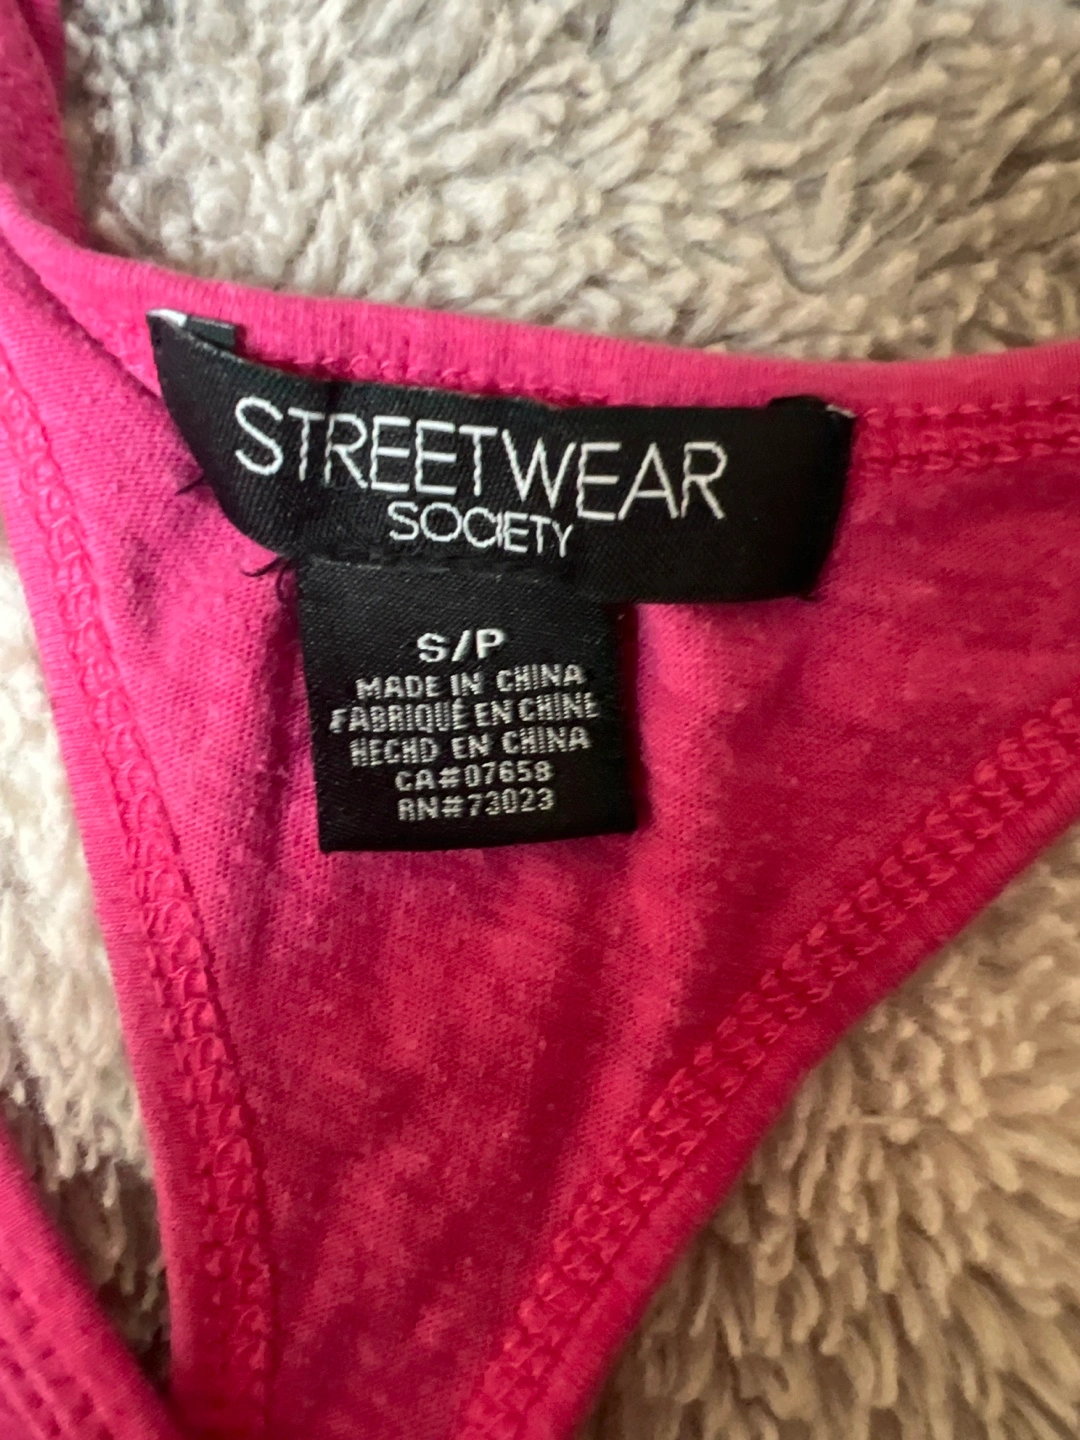 STREETWEAR
SOCIETY
S/P
MADE IN CHINA
FABRIQUÉ EN CHINE
HECHO EN CHINA
CA#07658
RN#73023